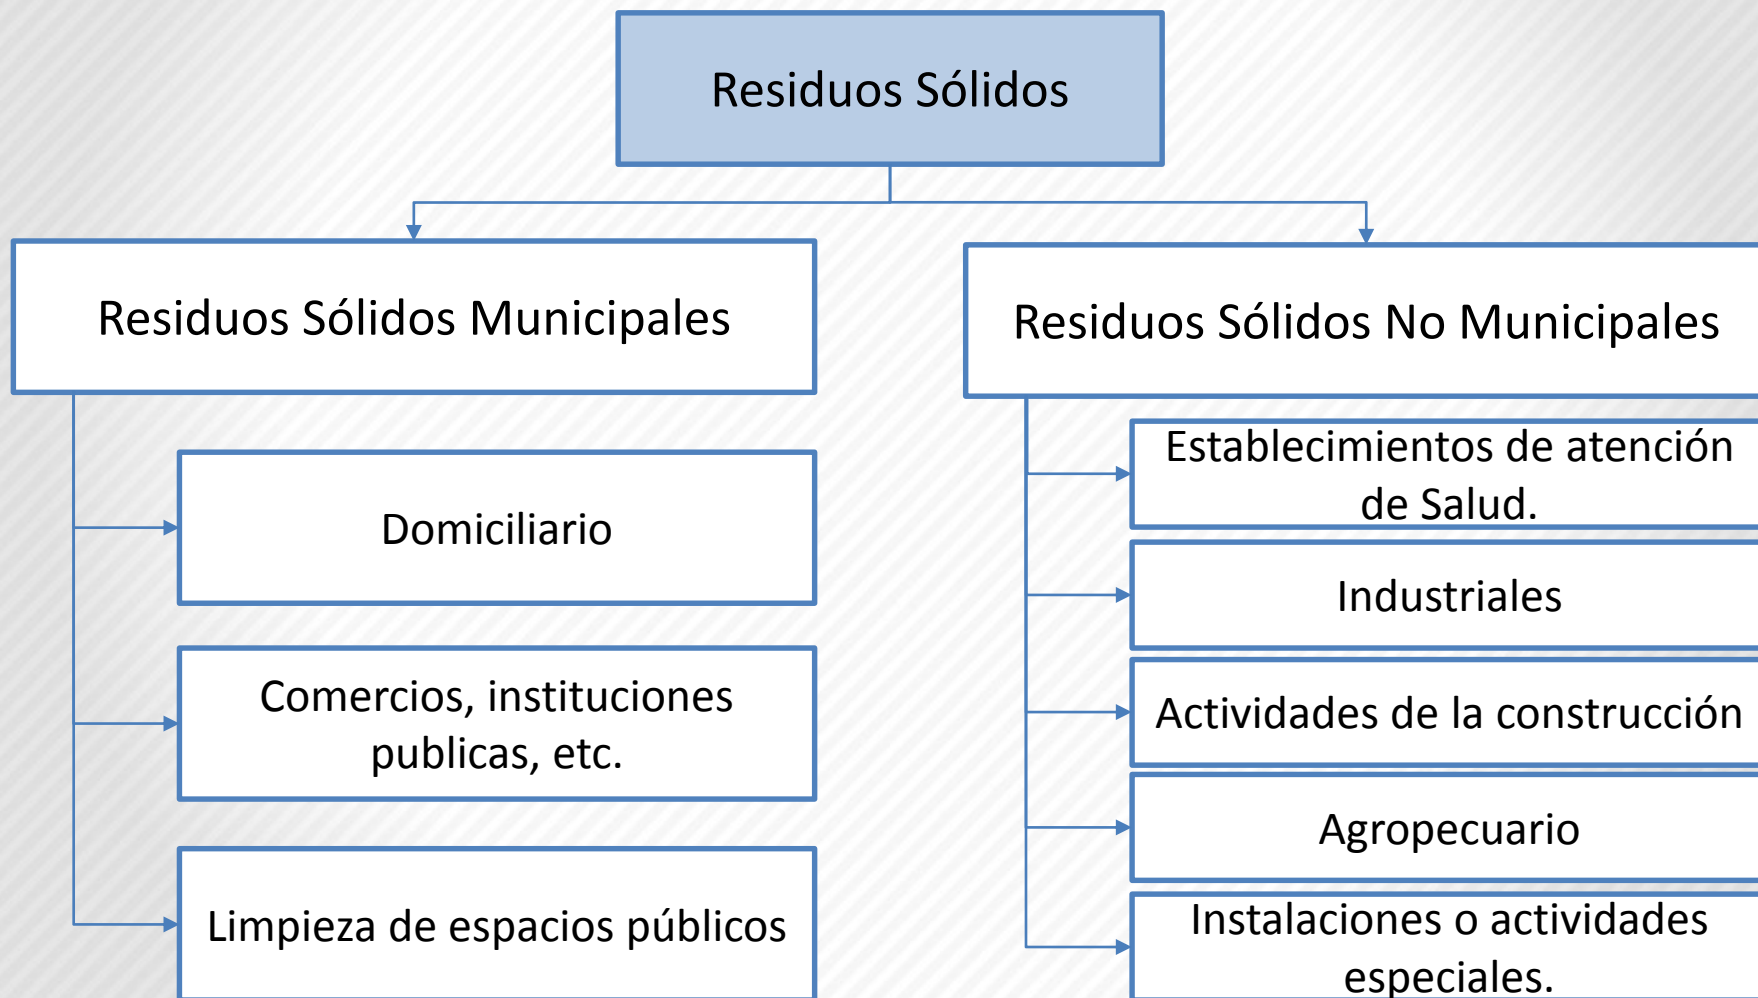 Residuos Sólidos
Residuos Sólidos Municipales
Domiciliario
Comercios, instituciones
publicas, etc.
Limpieza de espacios públicos
Residuos Sólidos No Municipales
Establecimientos de atención
de Salud.
Industriales
Actividades de la construcción
Agropecuario
Instalaciones o actividades
especiales.